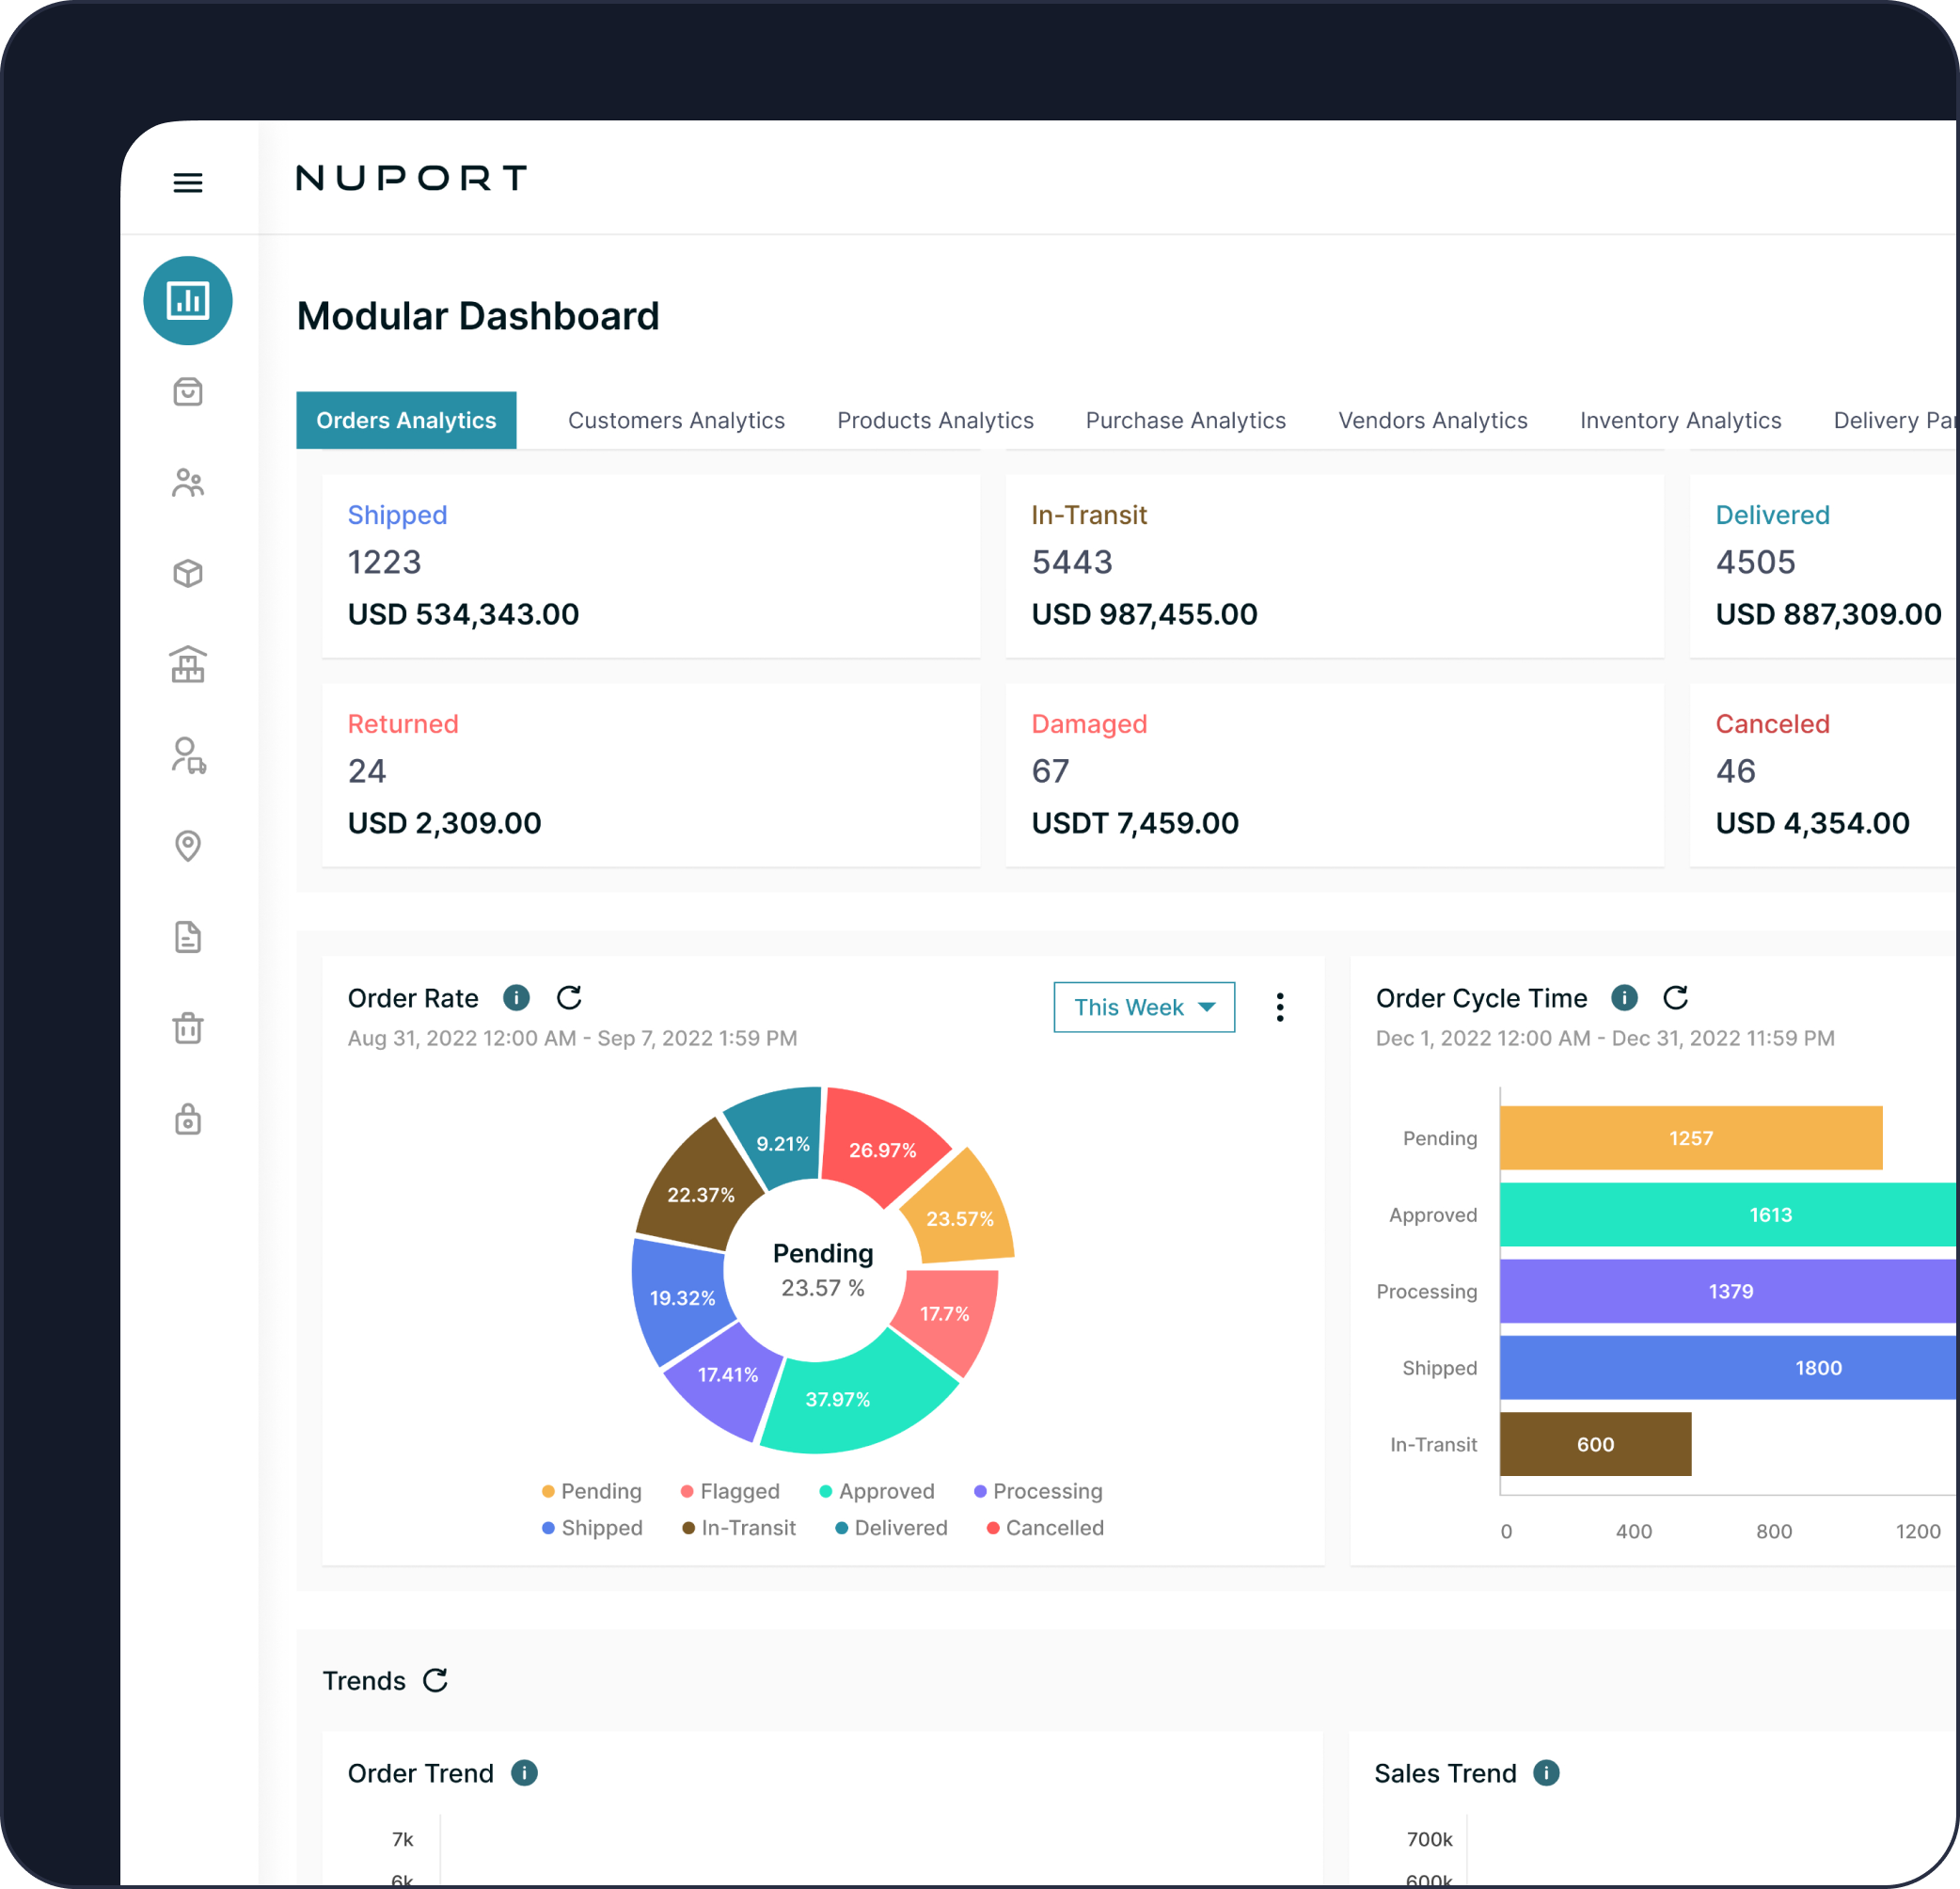 NUPORT
Modular Dashboard
Orders Analytics
Customers Analytics
Products Analytics
Purchase Analytics
Vendors Analytics
Inventory Analytics
Delivery Par
Shipped
1223
USD 534,343.00
In-Transit
5443
USD 987,455.00
Delivered
4505
USD 887,309.00
Returned
24
USD 2,309.00
Damaged
67
USDT 7,459.00
Canceled
46
USD 4,354.00
Order Rate
Aug 31, 2022 12:00 AM - Sep 7, 2022 1:59 PM
This Week
9.21%
26.97%
22.37%
23.57%
Pending
23.57 %
19.32%
17.7%
17.41%
37.97%
Pending
Flagged
Approved
Processing
Shipped
In-Transit
Delivered
Cancelled
Order Cycle Time
Dec 1, 2022 12:00 AM - Dec 31, 2022 11:59 PM
Pending
1257
Approved
1613
Processing
1379
Shipped
1800
In-Transit
600
0
400
800
1200
Trends
Order Trend
7k
6k
Sales Trend
700k
600k